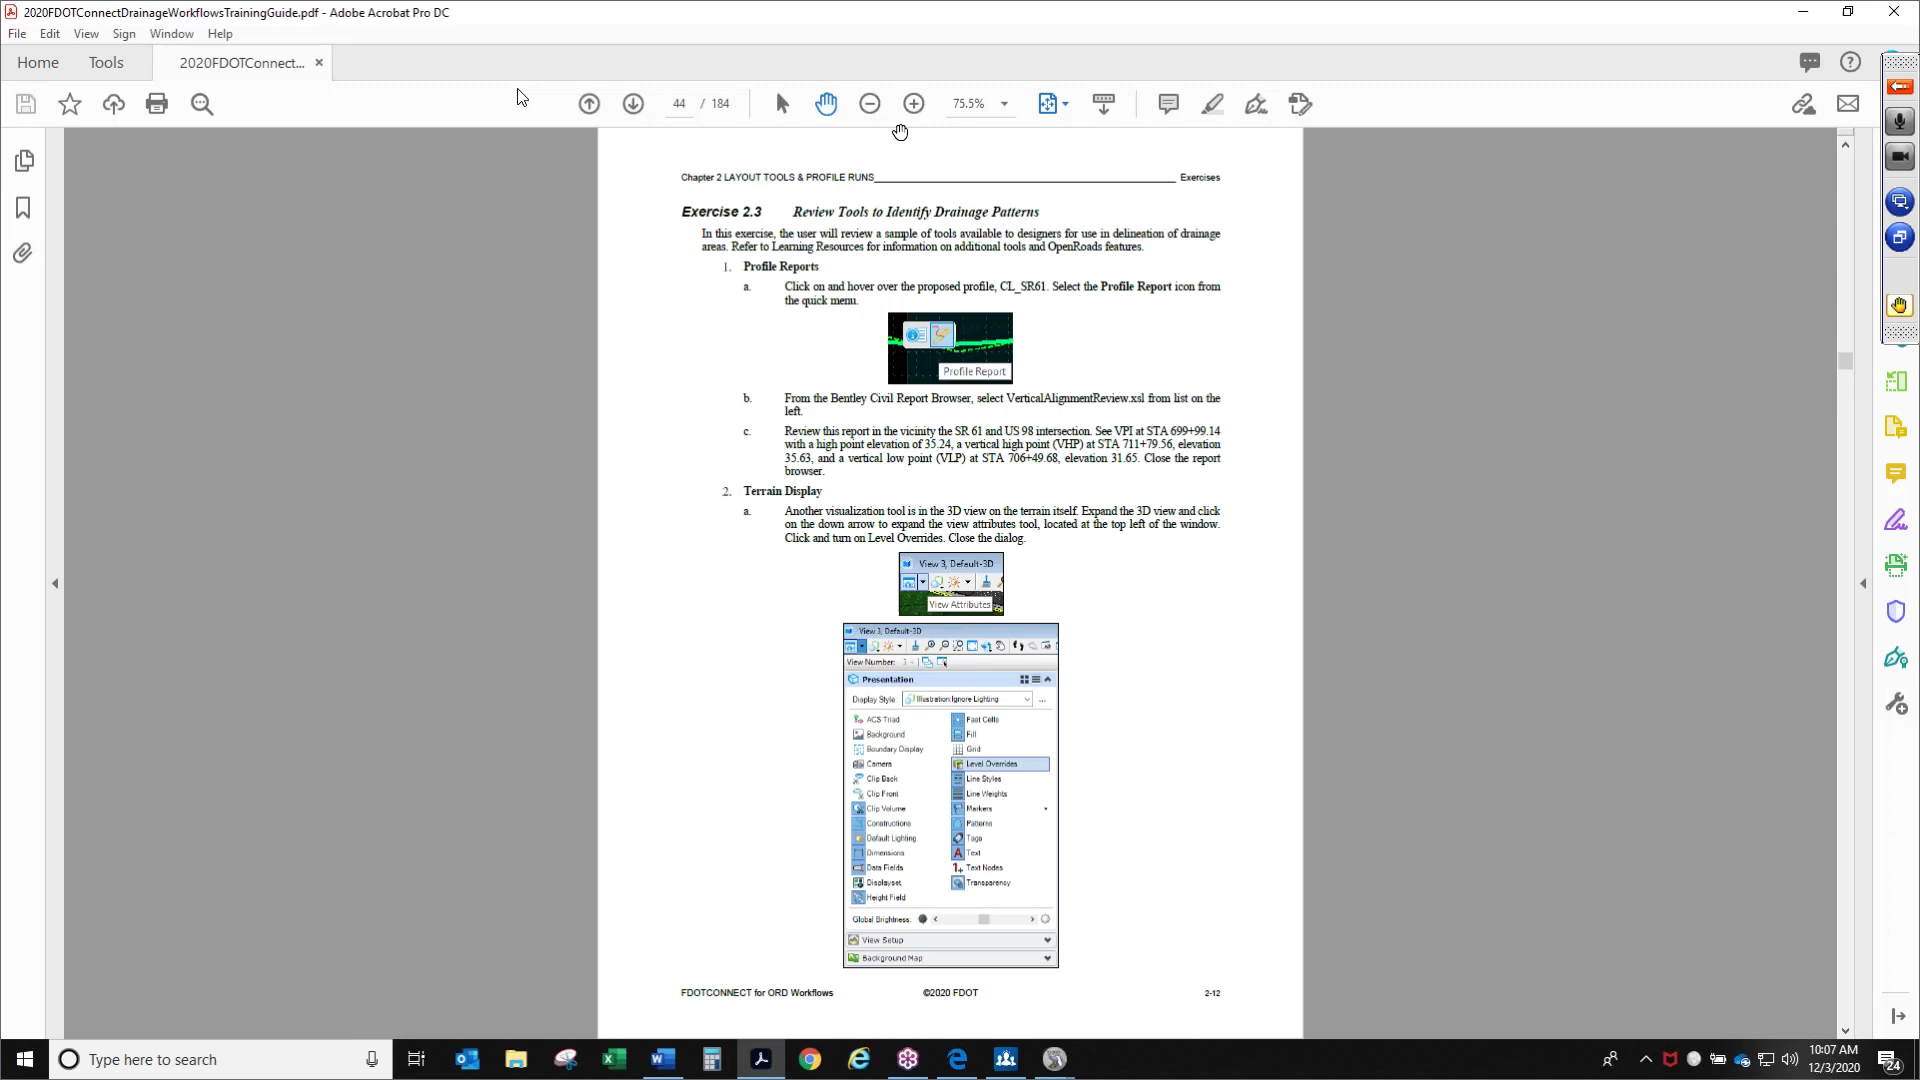 2020FDOTConnectDrainageWorkflowsTrainingGuide.pdf - Adobe Acrobat Pro DC
File Edit View Sign Window Help
Home Tools 2020FDOTConnect... ×
44 / 184 75.5%
Chapter 2 LAYOUT TOOLS & PROFILE RUNS Exercises
Exercise 2.3 Review Tools to Identify Drainage Patterns
In this exercise, the user will review a sample of tools available to designers for use in delineation of drainage
areas. Refer to Learning Resources for information on additional tools and OpenRoads features.
1. Profile Reports
a. Click on and hover over the proposed profile, CL_SR61. Select the Profile Report icon from
the quick menu.
Profile Report
b. From the Bentley Civil Report Browser, select VerticalAlignmentReview.xsl from list on the
left.
c. Review this report in the vicinity the SR 61 and US 98 intersection. See VPI at STA 699+99.14
with a high point elevation of 35.24, a vertical high point (VHP) at STA 711+79.56, elevation
35.63, and a vertical low point (VLP) at STA 706+49.68, elevation 31.65. Close the report
browser.
2. Terrain Display
a. Another visualization tool is in the 3D view on the terrain itself. Expand the 3D view and click
on the down arrow to expand the view attributes tool, located at the top left of the window.
Click and turn on Level Overrides. Close the dialog.
View 3, Default-3D
View Attributes
View 3, Default-3D
View Number: 3
Presentation
Display Style: Illustration:Ignore Lighting ...
ACS Triad Fast Cells
Background Fill
Boundary Display Grid
Camera Level Overrides
Clip Back Line Styles
Clip Front Line Weights
Clip Volume Markers
Constructions Patterns
Default Lighting Tags
Dimensions Text
Data Fields Text Nodes
Displayset Transparency
Height Field
Global Brightness:
View Setup
Background Map
FDOTCONNECT for ORD Workflows ©2020 FDOT 2-12
Type here to search
10:07 AM
12/3/2020
24